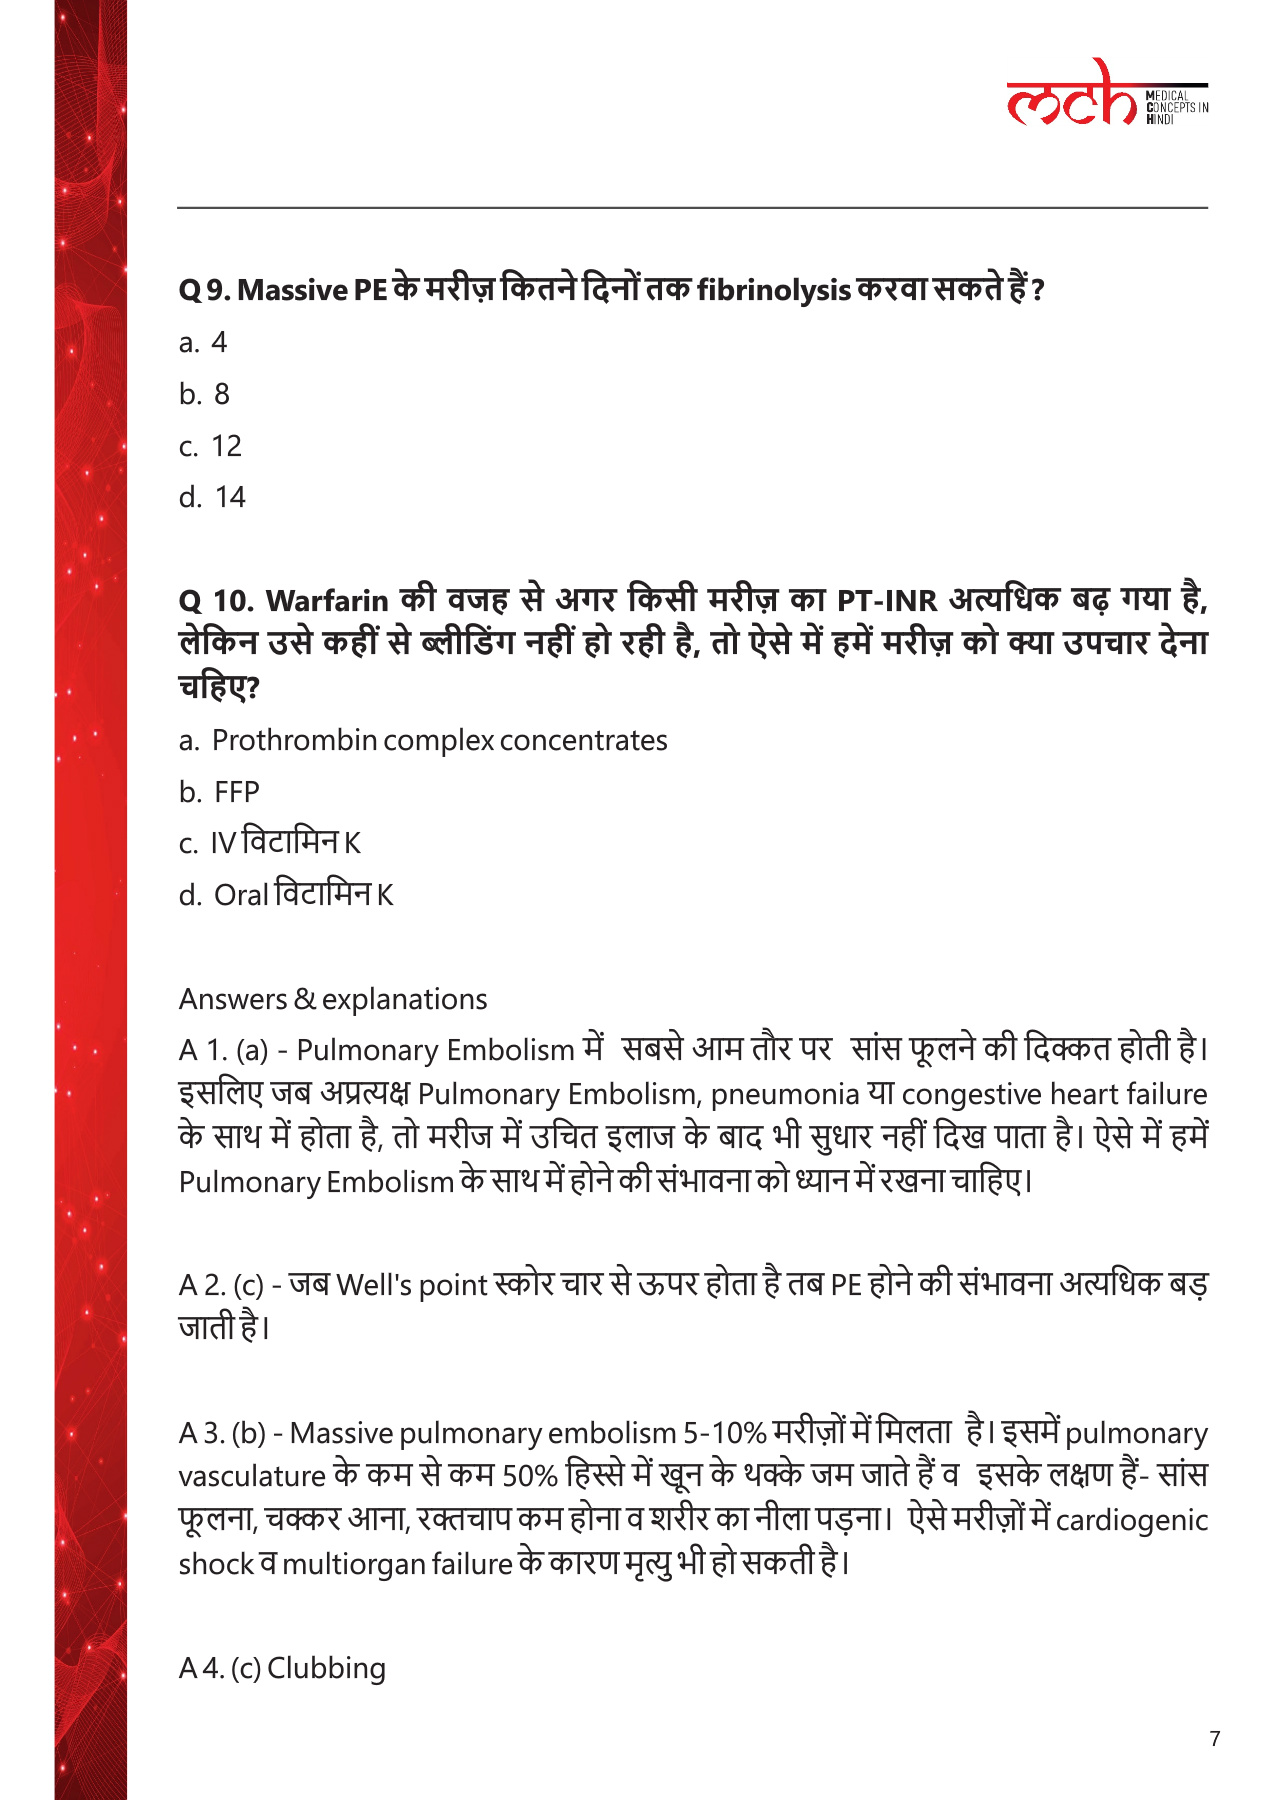 mch MEDICAL
CONCEPTS IN
HINDI
Q 9. Massive PE के मरीज़ कितने दिनों तक fibrinolysis करवा सकते हैं ?
a. 4
b. 8
c. 12
d. 14
Q 10. Warfarin की वजह से अगर किसी मरीज़ का PT-INR अत्यधिक बढ़ गया है,
लेकिन उसे कहीं से ब्लीडिंग नहीं हो रही है, तो ऐसे में हमें मरीज़ को क्या उपचार देना
चहिए?
a. Prothrombin complex concentrates
b. FFP
c. IV विटामिन K
d. Oral विटामिन K
Answers & explanations
A 1. (a) - Pulmonary Embolism में सबसे आम तौर पर सांस फूलने की दिक्कत होती है।
इसलिए जब अप्रत्यक्ष Pulmonary Embolism, pneumonia या congestive heart failure
के साथ में होता है, तो मरीज में उचित इलाज के बाद भी सुधार नहीं दिख पाता है। ऐसे में हमें
Pulmonary Embolism के साथ में होने की संभावना को ध्यान में रखना चाहिए।
A 2. (c) - जब Well's point स्कोर चार से ऊपर होता है तब PE होने की संभावना अत्यधिक बड़
जाती है।
A 3. (b) - Massive pulmonary embolism 5-10% मरीज़ों में मिलता है। इसमें pulmonary
vasculature के कम से कम 50% हिस्से में खून के थक्के जम जाते हैं व इसके लक्षण हैं- सांस
फूलना, चक्कर आना, रक्तचाप कम होना व शरीर का नीला पड़ना। ऐसे मरीज़ों में cardiogenic
shock व multiorgan failure के कारण मृत्यु भी हो सकती है।
A 4. (c) Clubbing
7